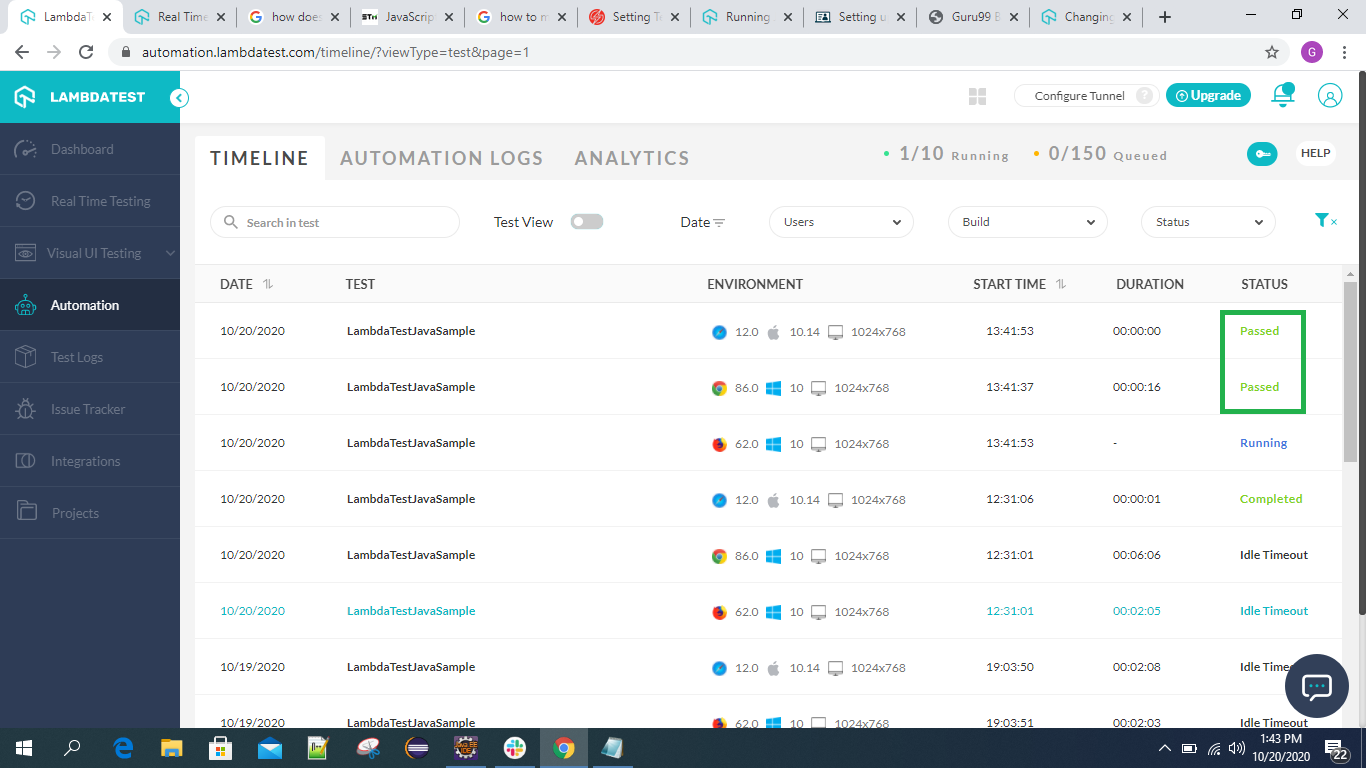 LambdaTe
Real Time
how does
STH
JavaScrip
how to m
Setting Te
Running
Setting u
Guru99 B
Changing
automation.lambdatest.com/timeline/?viewType=test&page=1
G
LAMBDATEST
Configure Tunnel ?
Upgrade
Dashboard
Real Time Testing
Visual UI Testing
Automation
Test Logs
Issue Tracker
Integrations
Projects
TIMELINE AUTOMATION LOGS ANALYTICS
1/10 Running 0/150 Queued
HELP
Search in test
Test View
Date
Users
Build
Status
DATE TEST ENVIRONMENT START TIME DURATION STATUS
10/20/2020 LambdaTestJavaSample 12.0 10.14 1024x768 13:41:53 00:00:00 Passed
10/20/2020 LambdaTestJavaSample 86.0 10 1024x768 13:41:37 00:00:16 Passed
10/20/2020 LambdaTestJavaSample 62.0 10 1024x768 13:41:53 - Running
10/20/2020 LambdaTestJavaSample 12.0 10.14 1024x768 12:31:06 00:00:01 Completed
10/20/2020 LambdaTestJavaSample 86.0 10 1024x768 12:31:01 00:06:06 Idle Timeout
10/20/2020 LambdaTestJavaSample 62.0 10 1024x768 12:31:01 00:02:05 Idle Timeout
10/19/2020 LambdaTestJavaSample 12.0 10.14 1024x768 19:03:50 00:02:08 Idle Timeo
10/19/2020 LambdaTestJavaSample 62.0 10 1024x768 19:03:51 00:02:03 Idle Timeout
1:43 PM
10/20/2020
22